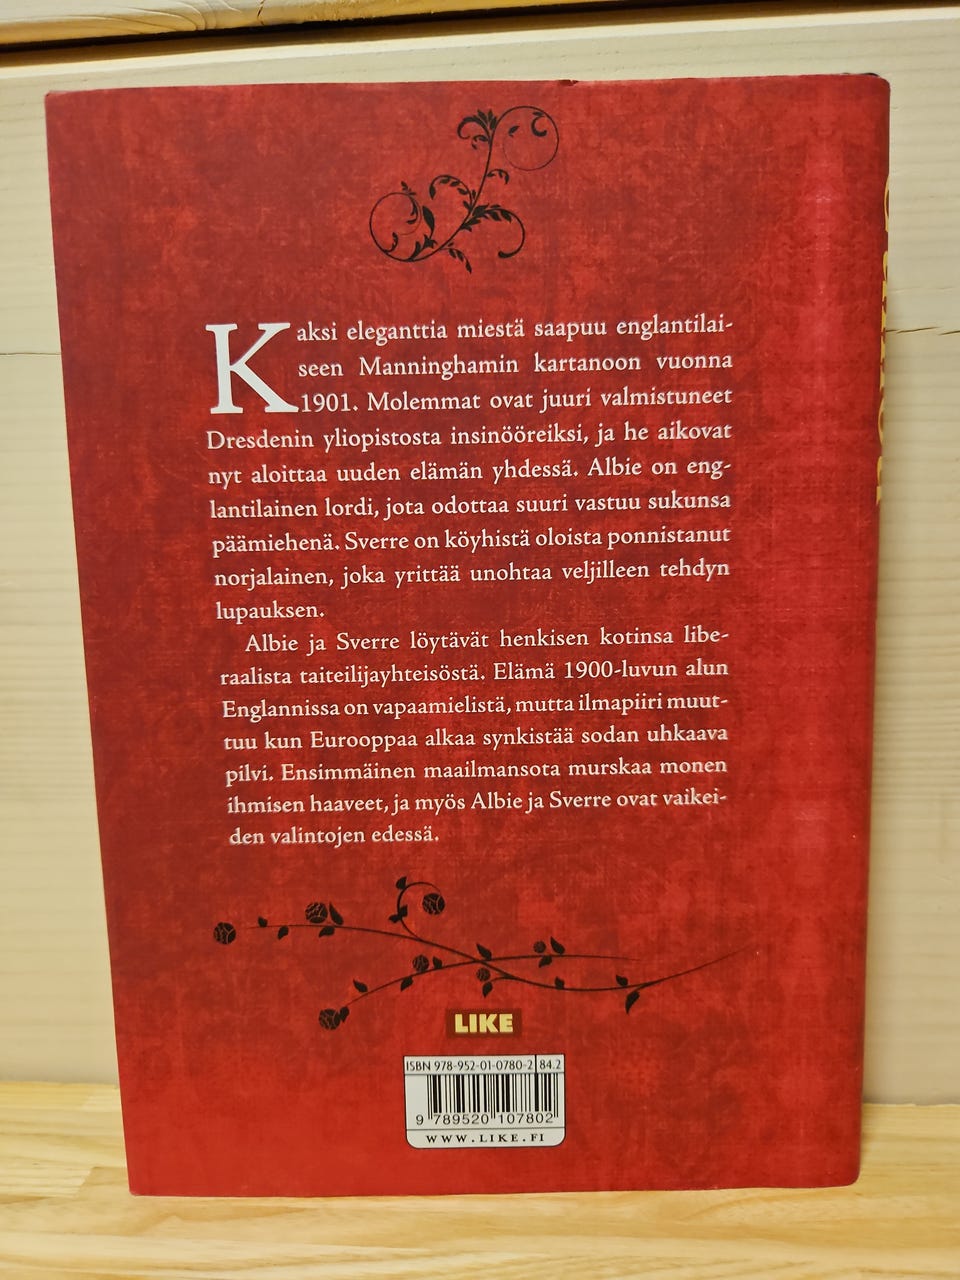 Kaksi eleganttia miestä saapuu englantilai-
seen Manninghamin kartanoon vuonna
1901. Molemmat ovat juuri valmistuneet
Dresdenin yliopistosta insinööreiksi, ja he aikovat
nyt aloittaa uuden elämän yhdessä. Albie on eng-
lantilainen lordi, jota odottaa suuri vastuu sukunsa
päämiehenä. Sverre on köyhistä oloista ponnistanut
norjalainen, joka yrittää unohtaa veljilleen tehdyn
lupauksen.
Albie ja Sverre löytävät henkisen kotinsa libe-
raalista taiteilijayhteisöstä. Elämä 1900-luvun alun
Englannissa on vapaamielistä, mutta ilmapiiri muut-
tuu kun Eurooppaa alkaa synkistää sodan uhkaava
pilvi. Ensimmäinen maailmansota murskaa monen
ihmisen haaveet, ja myös Albie ja Sverre ovat vaikei-
den valintojen edessä.
LIKE
ISBN 978-952-01-0780-2 84.2
9 789520 107802
WWW.LIKE.FI